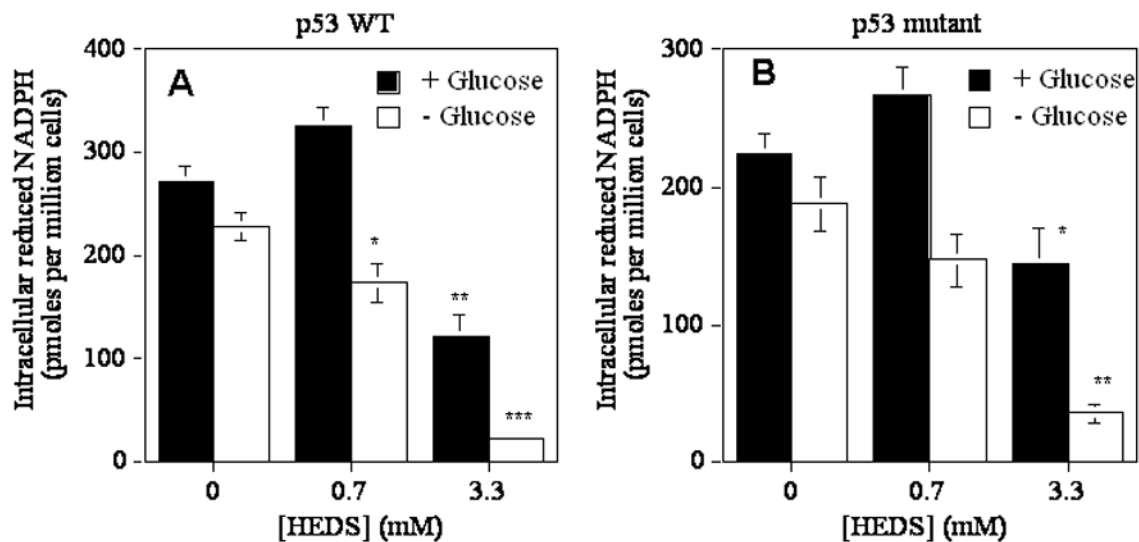 p53 WT
400
300
200
100
0
Intracellular reduced NADPH
(pmoles per million cells)
A
+ Glucose
- Glucose
*
**
***
0
0.7
3.3
[HEDS] (mM)
p53 mutant
300
200
100
0
Intracellular reduced NADPH
(pmoles per million cells)
B
+ Glucose
- Glucose
*
**
0
0.7
3.3
[HEDS] (mM)